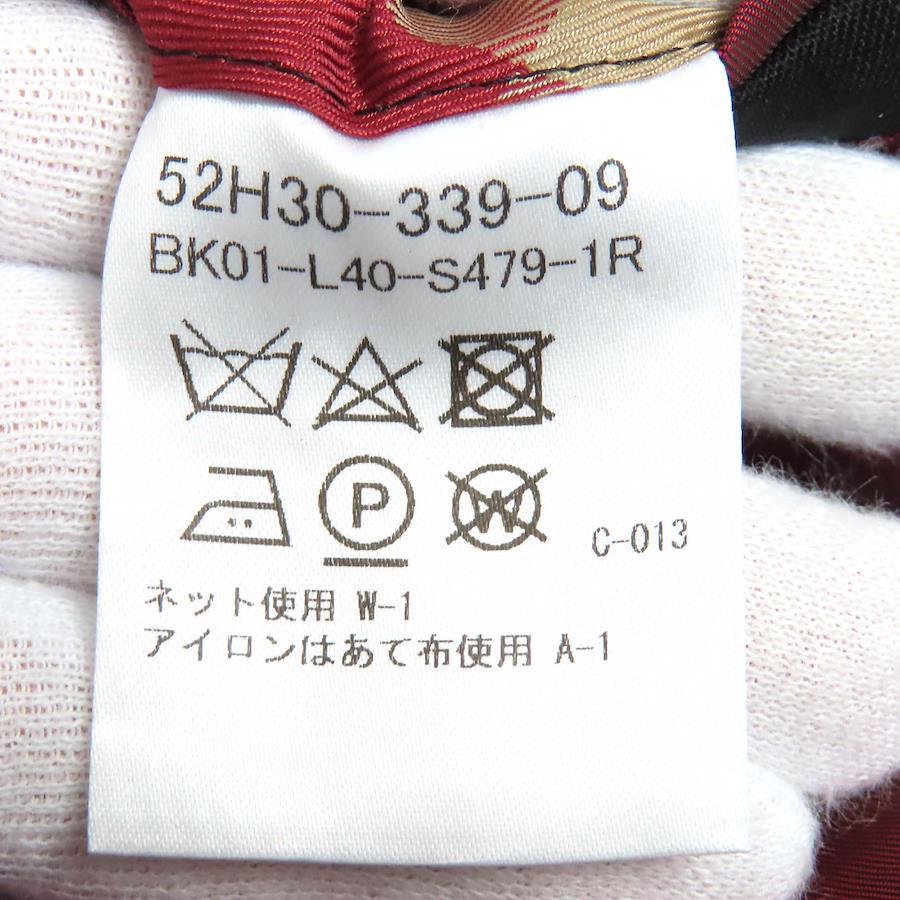 52H30-339-09
BK01-L40-S479-1R
P W
C-013
ネット使用 W-1
アイロンはあて布使用 A-1